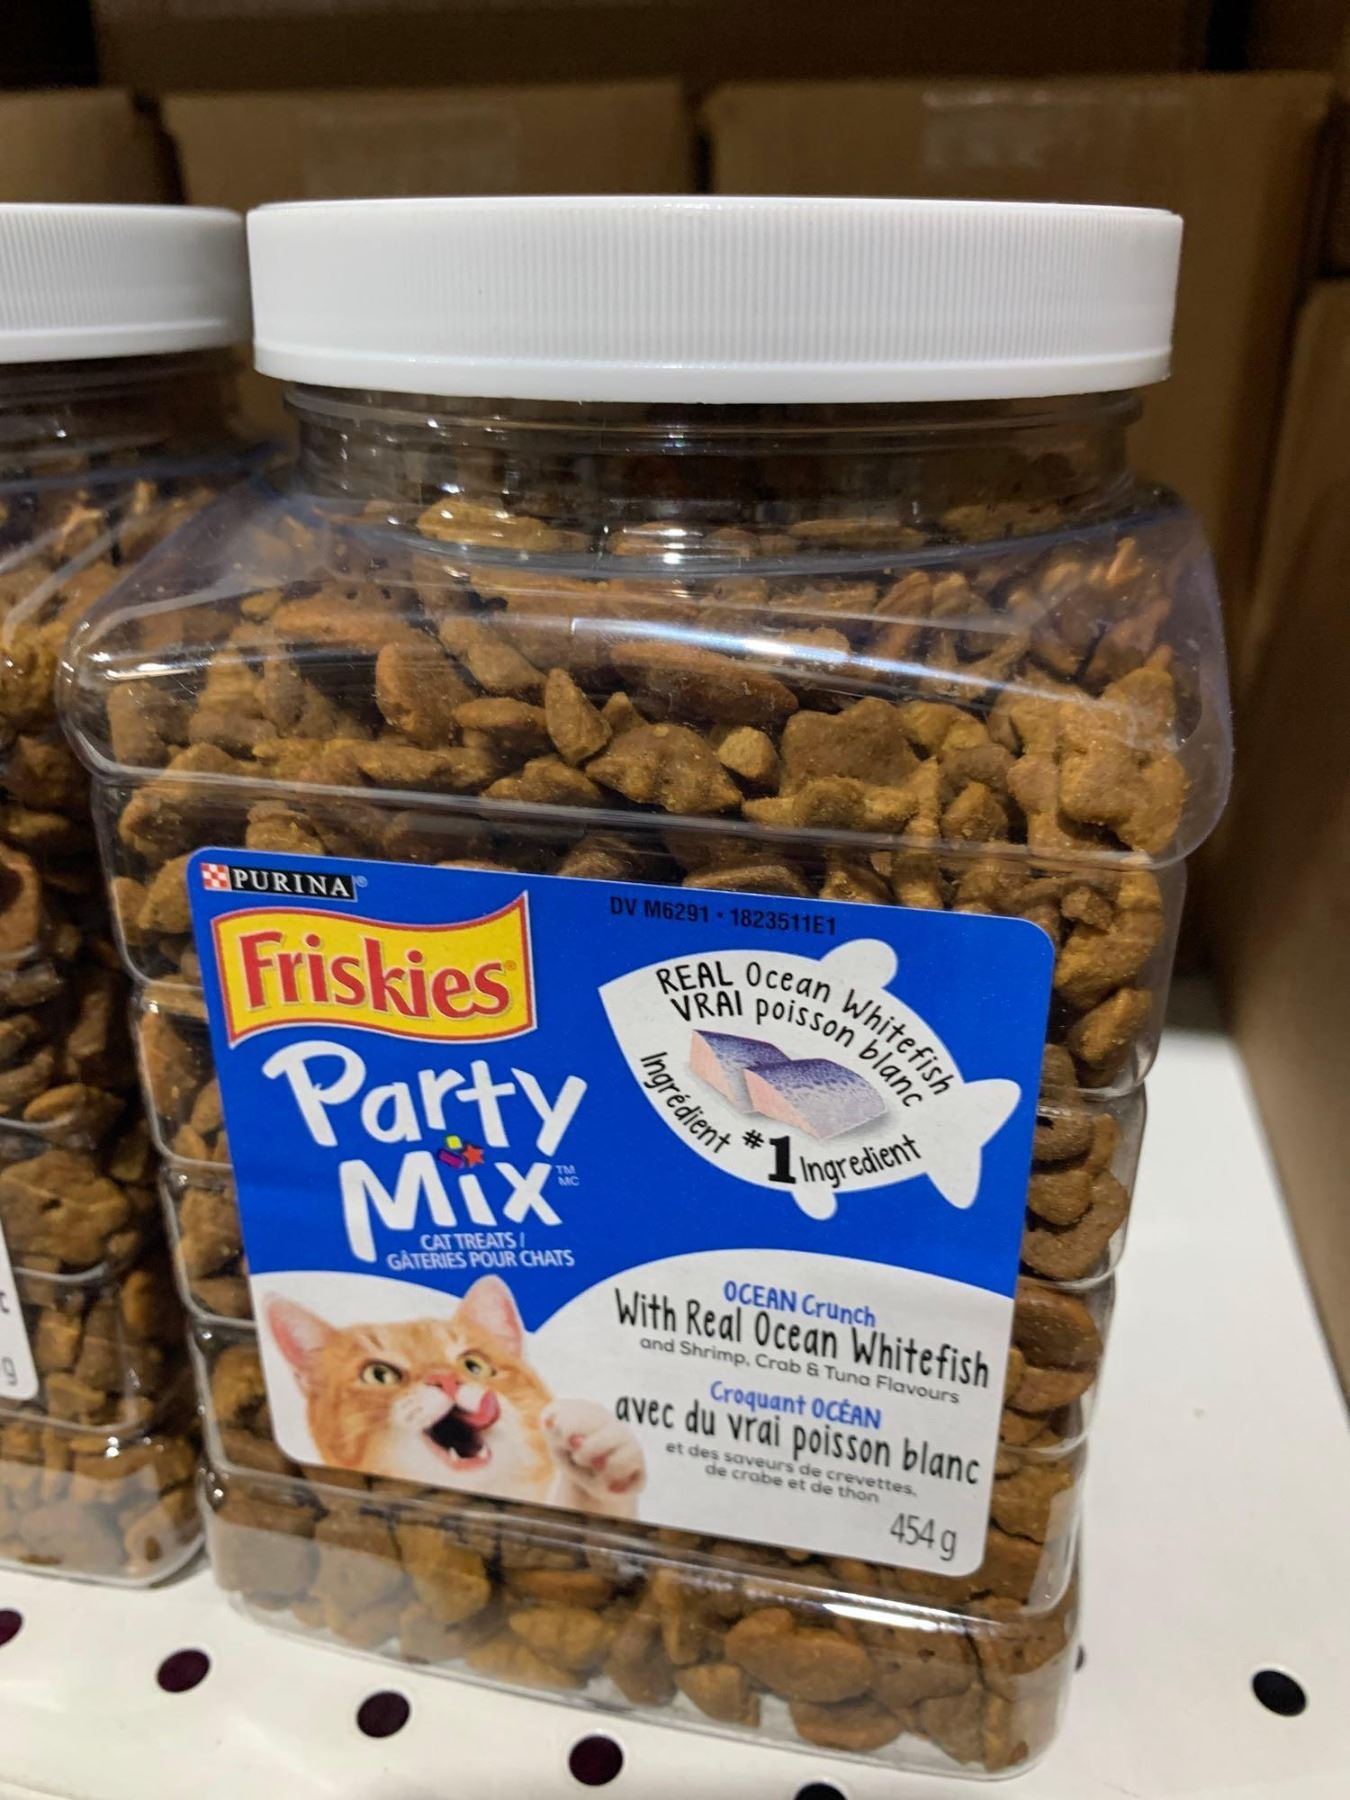 PURINA®
DV M6291 • 1823511E1
Friskies®
Party
Mix™
MC
CAT TREATS /
GÂTERIES POUR CHATS
REAL Ocean Whitefish
VRAI poisson blanc
Ingrédient #1 Ingredient
OCEAN Crunch
With Real Ocean Whitefish
and Shrimp, Crab & Tuna Flavours
Croquant OCÉAN
avec du vrai poisson blanc
et des saveurs de crevettes,
de crabe et de thon
454 g